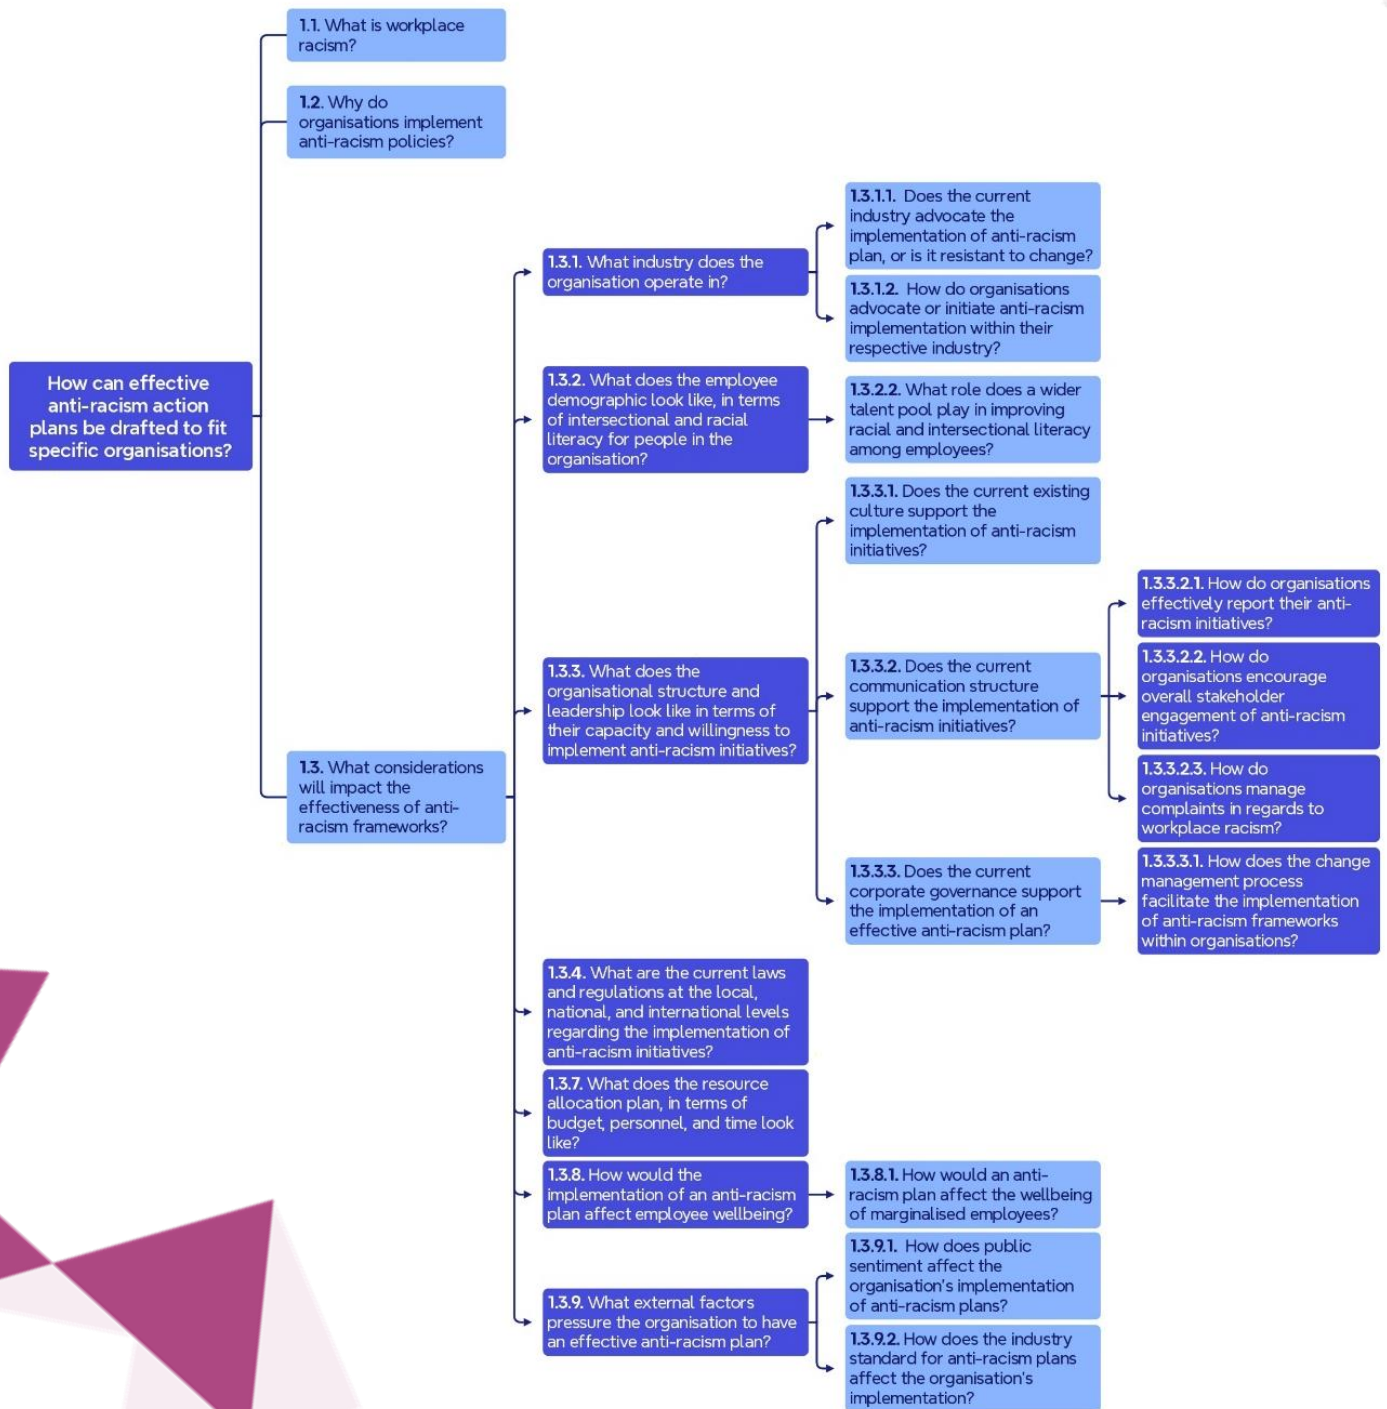 How can effective
anti-racism action
plans be drafted to fit
specific organisations?
1.1. What is workplace
racism?
1.2. Why do
organisations implement
anti-racism policies?
1.3. What considerations
will impact the
effectiveness of anti-
racism frameworks?
1.3.1. What industry does the
organisation operate in?
1.3.1.1. Does the current
industry advocate the
implementation of anti-racism
plan, or is it resistant to change?
1.3.1.2. How do organisations
advocate or initiate anti-racism
implementation within their
respective industry?
1.3.2. What does the employee
demographic look like, in terms
of intersectional and racial
literacy for people in the
organisation?
1.3.2.2. What role does a wider
talent pool play in improving
racial and intersectional literacy
among employees?
1.3.3. What does the
organisational structure and
leadership look like in terms of
their capacity and willingness to
implement anti-racism initiatives?
1.3.3.1. Does the current existing
culture support the
implementation of anti-racism
initiatives?
1.3.3.2. Does the current
communication structure
support the implementation of
anti-racism initiatives?
1.3.3.2.1. How do organisations
effectively report their anti-
racism initiatives?
1.3.3.2.2. How do
organisations encourage
overall stakeholder
engagement of anti-racism
initiatives?
1.3.3.2.3. How do
organisations manage
complaints in regards to
workplace racism?
1.3.3.3. Does the current
corporate governance support
the implementation of an
effective anti-racism plan?
1.3.3.3.1. How does the change
management process
facilitate the implementation
of anti-racism frameworks
within organisations?
1.3.4. What are the current laws
and regulations at the local,
national, and international levels
regarding the implementation of
anti-racism initiatives?
1.3.7. What does the resource
allocation plan, in terms of
budget, personnel, and time look
like?
1.3.8. How would the
implementation of an anti-racism
plan affect employee wellbeing?
1.3.8.1. How would an anti-
racism plan affect the wellbeing
of marginalised employees?
1.3.9. What external factors
pressure the organisation to have
an effective anti-racism plan?
1.3.9.1. How does public
sentiment affect the
organisation's implementation
of anti-racism plans?
1.3.9.2. How does the industry
standard for anti-racism plans
affect the organisation's
implementation?